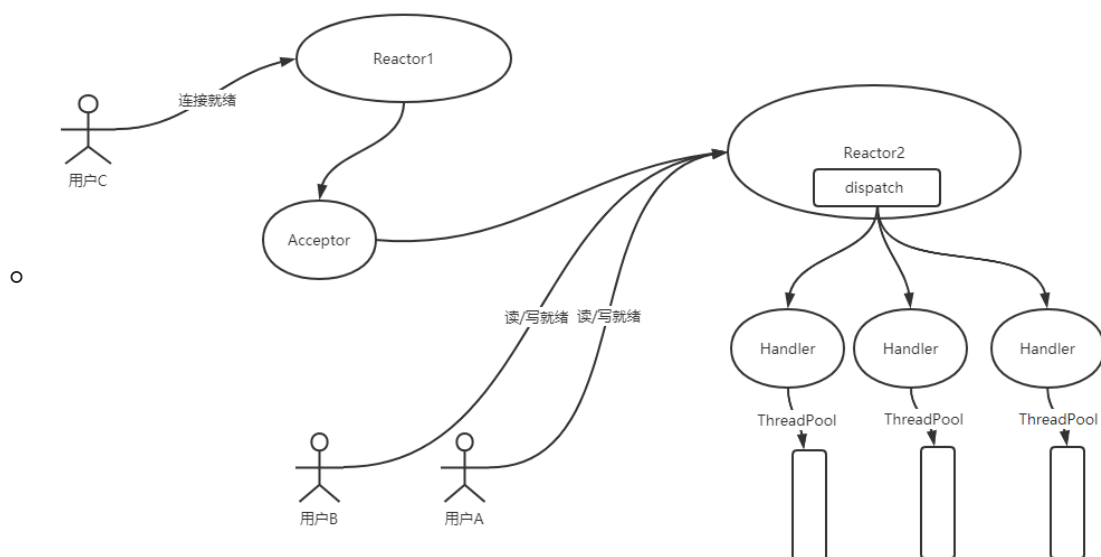 Reactor1
连接就绪
用户C
Reactor2
dispatch
Acceptor
读/写就绪
读/写就绪
Handler
Handler
Handler
ThreadPool
ThreadPool
ThreadPool
用户B
用户A